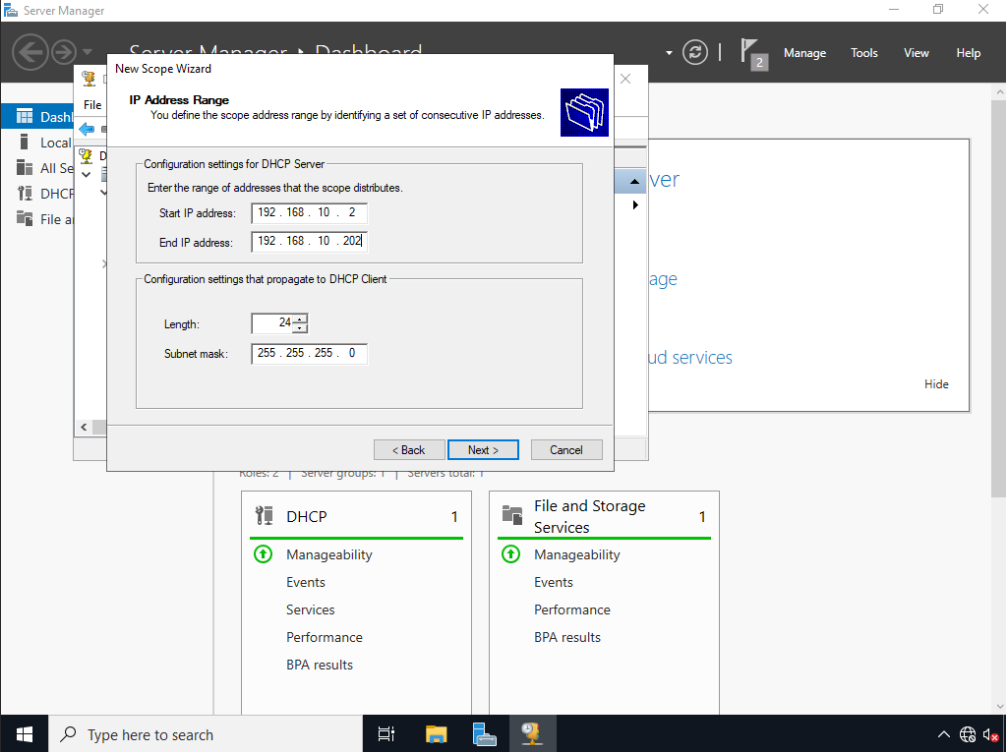 Server Manager
Server Manager • Dashboard
2
Manage
Tools
View
Help
New Scope Wizard
IP Address Range
You define the scope address range by identifying a set of consecutive IP addresses.
File
Dash
Local
All Se
DHCP
File a
D
Configuration settings for DHCP Server
Enter the range of addresses that the scope distributes.
Start IP address: 192 . 168 . 10 . 2
End IP address: 192 . 168 . 10 . 202
Configuration settings that propagate to DHCP Client
Length: 24
Subnet mask: 255 . 255 . 255 . 0
< Back
Next >
Cancel
ver
age
ud services
Hide
Roles: 2 | Server groups: 1 | Servers total: 1
DHCP 1
Manageability
Events
Services
Performance
BPA results
File and Storage
Services 1
Manageability
Events
Performance
BPA results
Type here to search